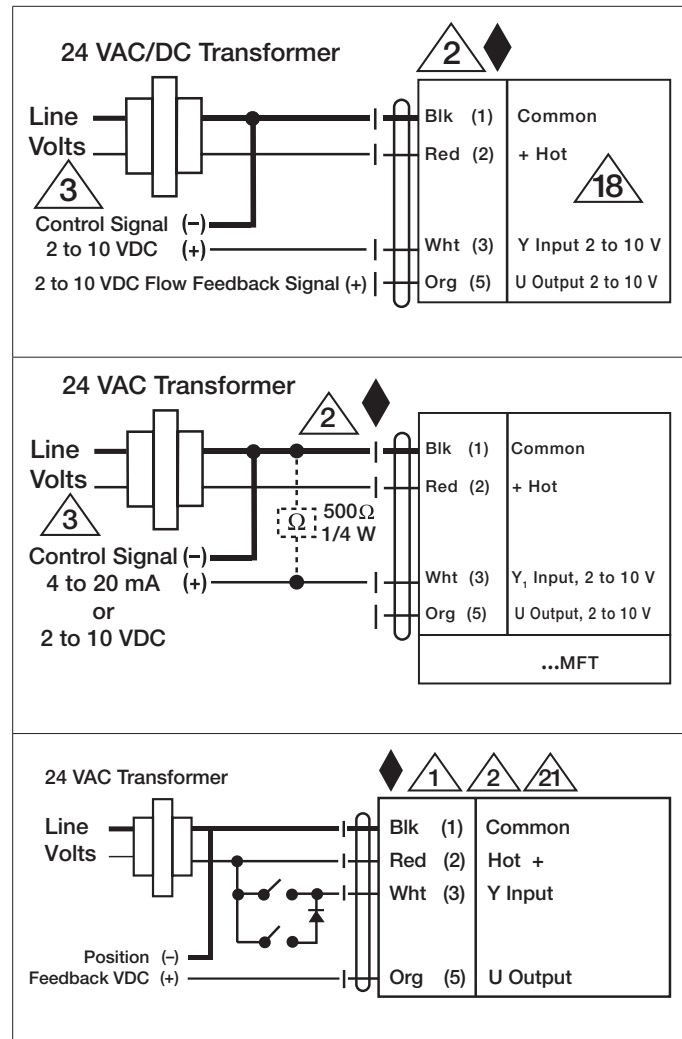 24 VAC/DC Transformer
2
Line
Volts
3
Blk (1) Common
Red (2) + Hot
18
Control Signal (–)
2 to 10 VDC (+)
Wht (3) Y Input 2 to 10 V
2 to 10 VDC Flow Feedback Signal (+)
Org (5) U Output 2 to 10 V
24 VAC Transformer
2
Line
Volts
3
Blk (1) Common
Red (2) + Hot
Ω
500Ω
1/4 W
Control Signal (–)
4 to 20 mA (+)
or
2 to 10 VDC
Wht (3) Y₁ Input, 2 to 10 V
Org (5) U Output, 2 to 10 V
...MFT
24 VAC Transformer
1
2
21
Line
Volts
Blk (1) Common
Red (2) Hot +
Wht (3) Y Input
Position (–)
Feedback VDC (+)
Org (5) U Output